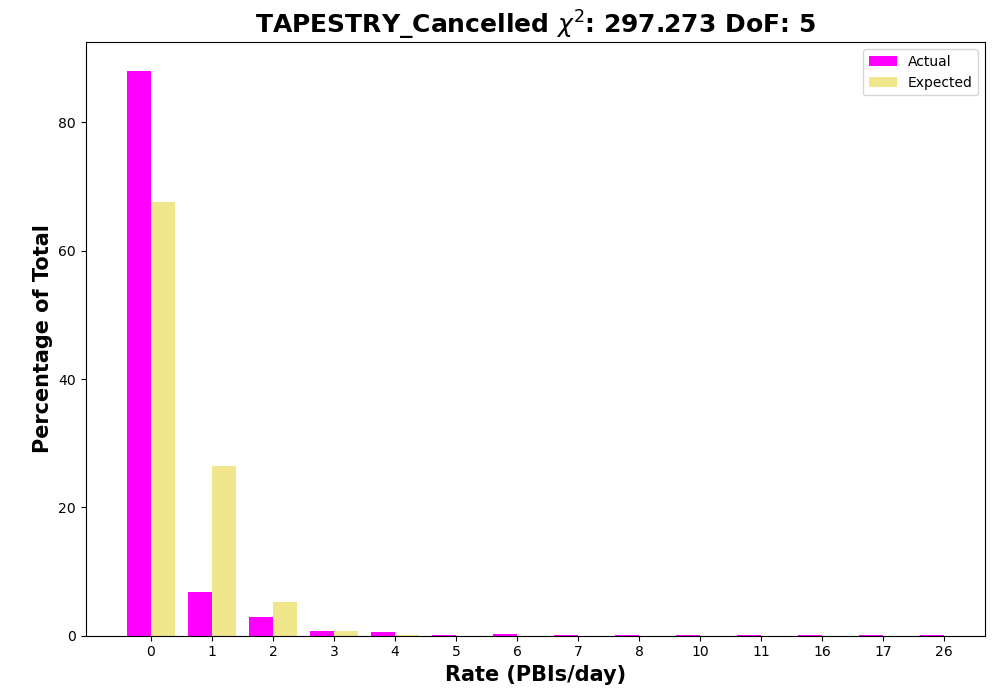 TAPESTRY_Cancelled χ²: 297.273 DoF: 5
Actual
Expected
Percentage of Total
80
60
40
20
0
0 1 2 3 4 5 6 7 8 10 11 16 17 26
Rate (PBIs/day)